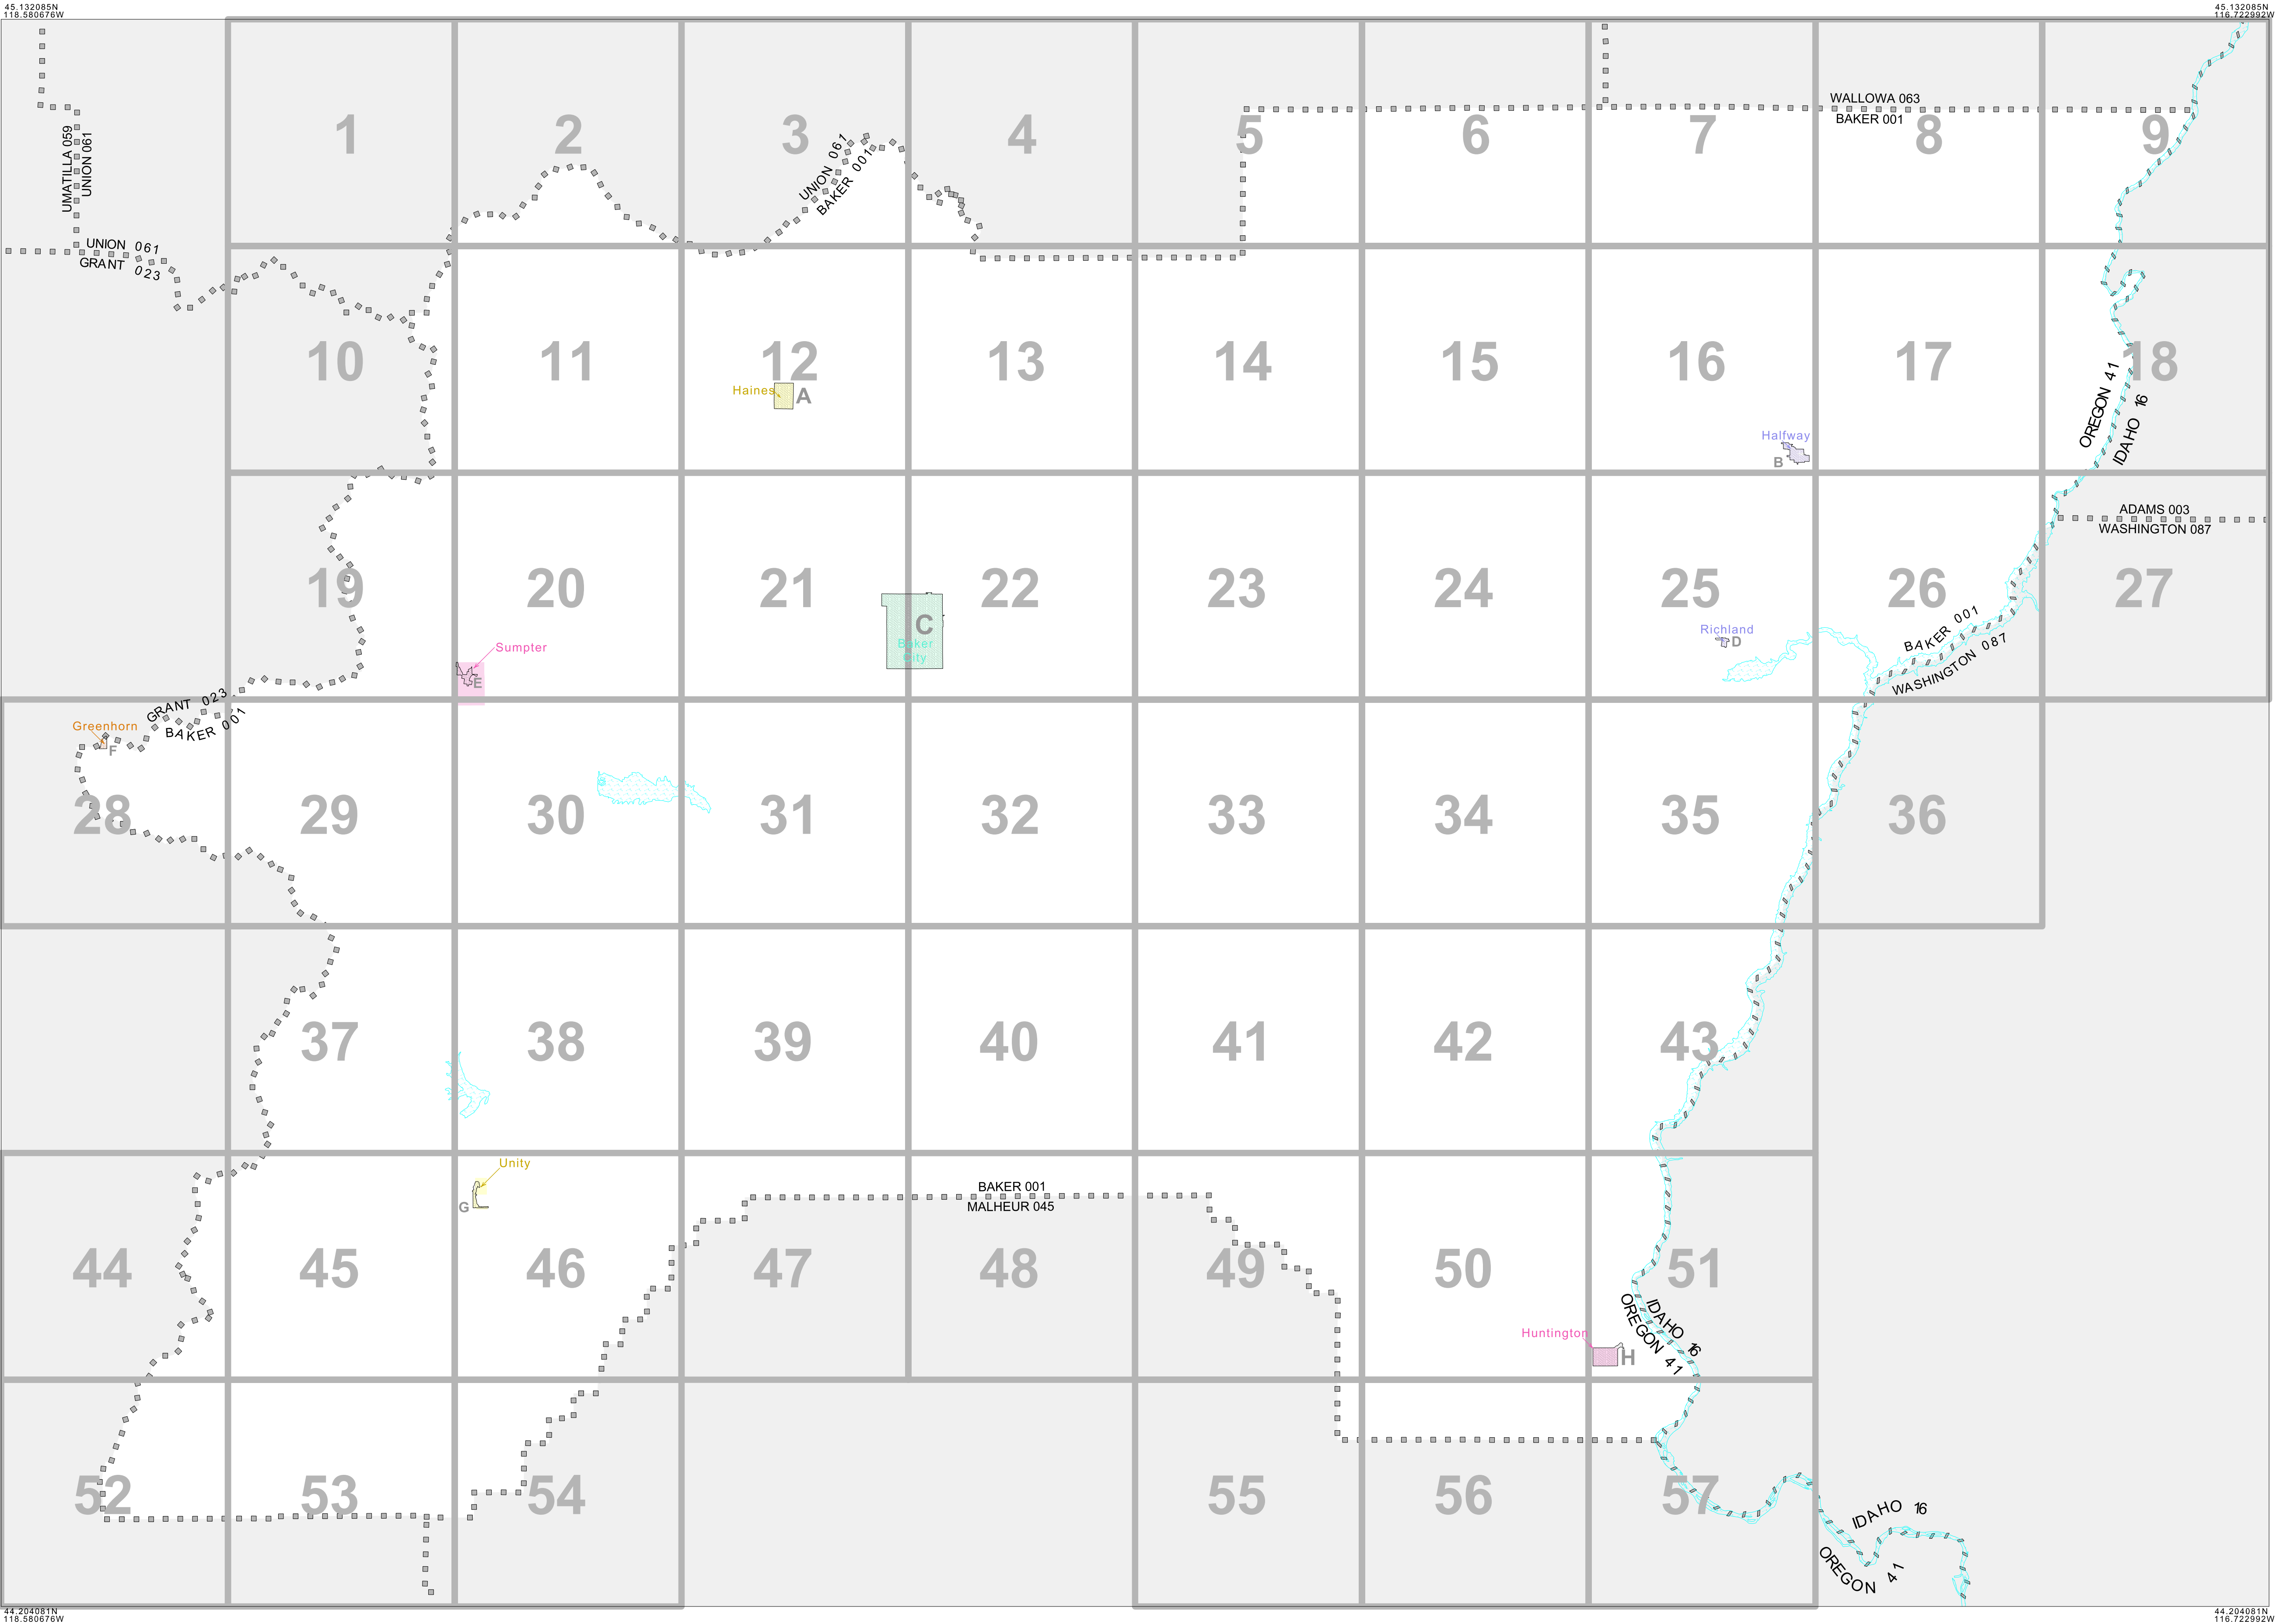 45.132085N
118.580676W
45.132085N
116.722992W
1
2
3
4
5
6
7
8
9
WALLOWA 063
BAKER 001
UMATILLA 059
UNION 061
UNION 061
BAKER 001
UNION 061
GRANT 023
10
11
12
13
14
15
16
17
18
Haines
A
Halfway
B
OREGON 41
IDAHO 16
ADAMS 003
WASHINGTON 087
19
20
21
22
23
24
25
26
27
C
Baker
City
Richland
D
BAKER 001
WASHINGTON 087
Sumpter
E
GRANT 023
BAKER 001
Greenhorn
F
28
29
30
31
32
33
34
35
36
37
38
39
40
41
42
43
Unity
G
BAKER 001
MALHEUR 045
44
45
46
47
48
49
50
51
Huntington
H
IDAHO 16
OREGON 41
52
53
54
55
56
57
IDAHO 16
OREGON 41
44.204081N
118.580676W
44.204081N
116.722992W